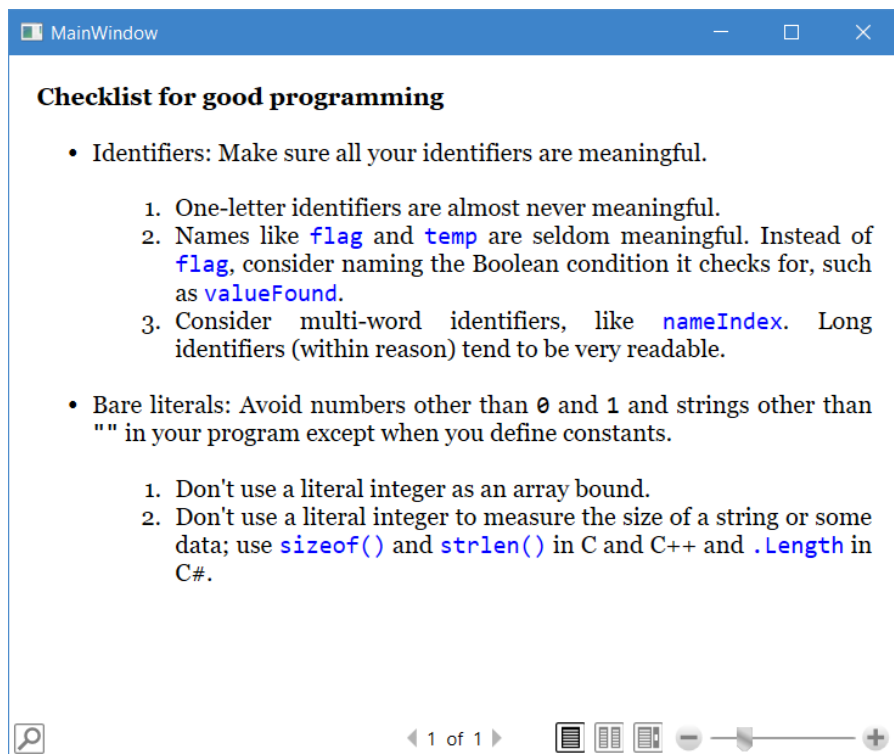 MainWindow
Checklist for good programming
• Identifiers: Make sure all your identifiers are meaningful.
1. One-letter identifiers are almost never meaningful.
2. Names like flag and temp are seldom meaningful. Instead of
flag, consider naming the Boolean condition it checks for, such
as valueFound.
3. Consider multi-word identifiers, like nameIndex. Long
identifiers (within reason) tend to be very readable.
• Bare literals: Avoid numbers other than 0 and 1 and strings other than
"" in your program except when you define constants.
1. Don't use a literal integer as an array bound.
2. Don't use a literal integer to measure the size of a string or some
data; use sizeof() and strlen() in C and C++ and .Length in
C#.
1 of 1